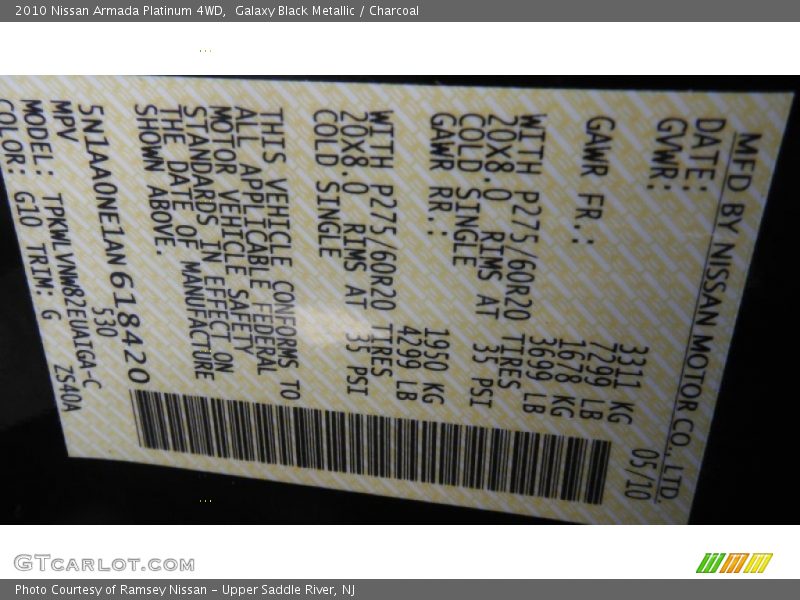 2010 Nissan Armada Platinum 4WD,  Galaxy Black Metallic / Charcoal
MFD BY NISSAN MOTOR CO., LTD.
DATE: 05/10
GVWR: 3311 KG
7299 LB
GAWR FR.: 1678 KG
3699 LB
WITH P275/60R20 TIRES
20X8.0 RIMS AT 35 PSI
COLD SINGLE
GAWR RR.: 1950 KG
4299 LB
WITH P275/60R20 TIRES
20X8.0 RIMS AT 35 PSI
COLD SINGLE
THIS VEHICLE CONFORMS TO
ALL APPLICABLE FEDERAL
MOTOR VEHICLE SAFETY
STANDARDS IN EFFECT ON
THE DATE OF MANUFACTURE
SHOWN ABOVE.
5N1AA0NE1AN618420
MPV 530
MODEL: TPKWLVNW82EUAIGA-C
COLOR: G10 TRIM: G ZS40A
GTCarLot.com
Photo Courtesy of Ramsey Nissan - Upper Saddle River, NJ